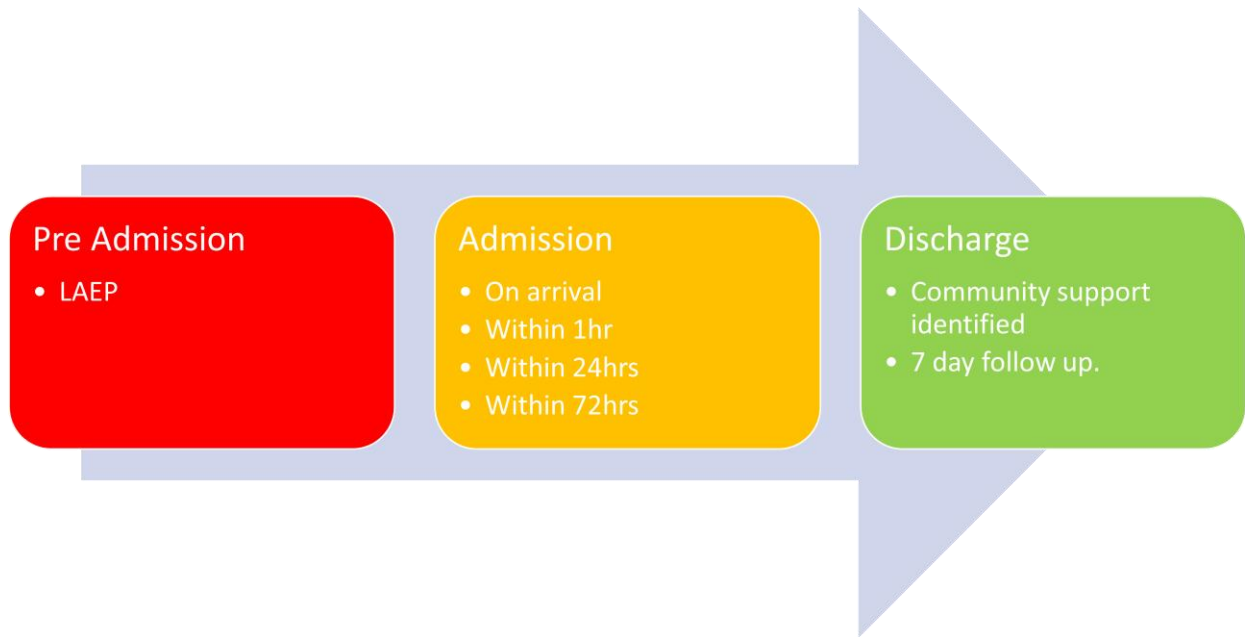 Pre Admission
• LAEP
Admission
• On arrival
• Within 1hr
• Within 24hrs
• Within 72hrs
Discharge
• Community support
identified
• 7 day follow up.